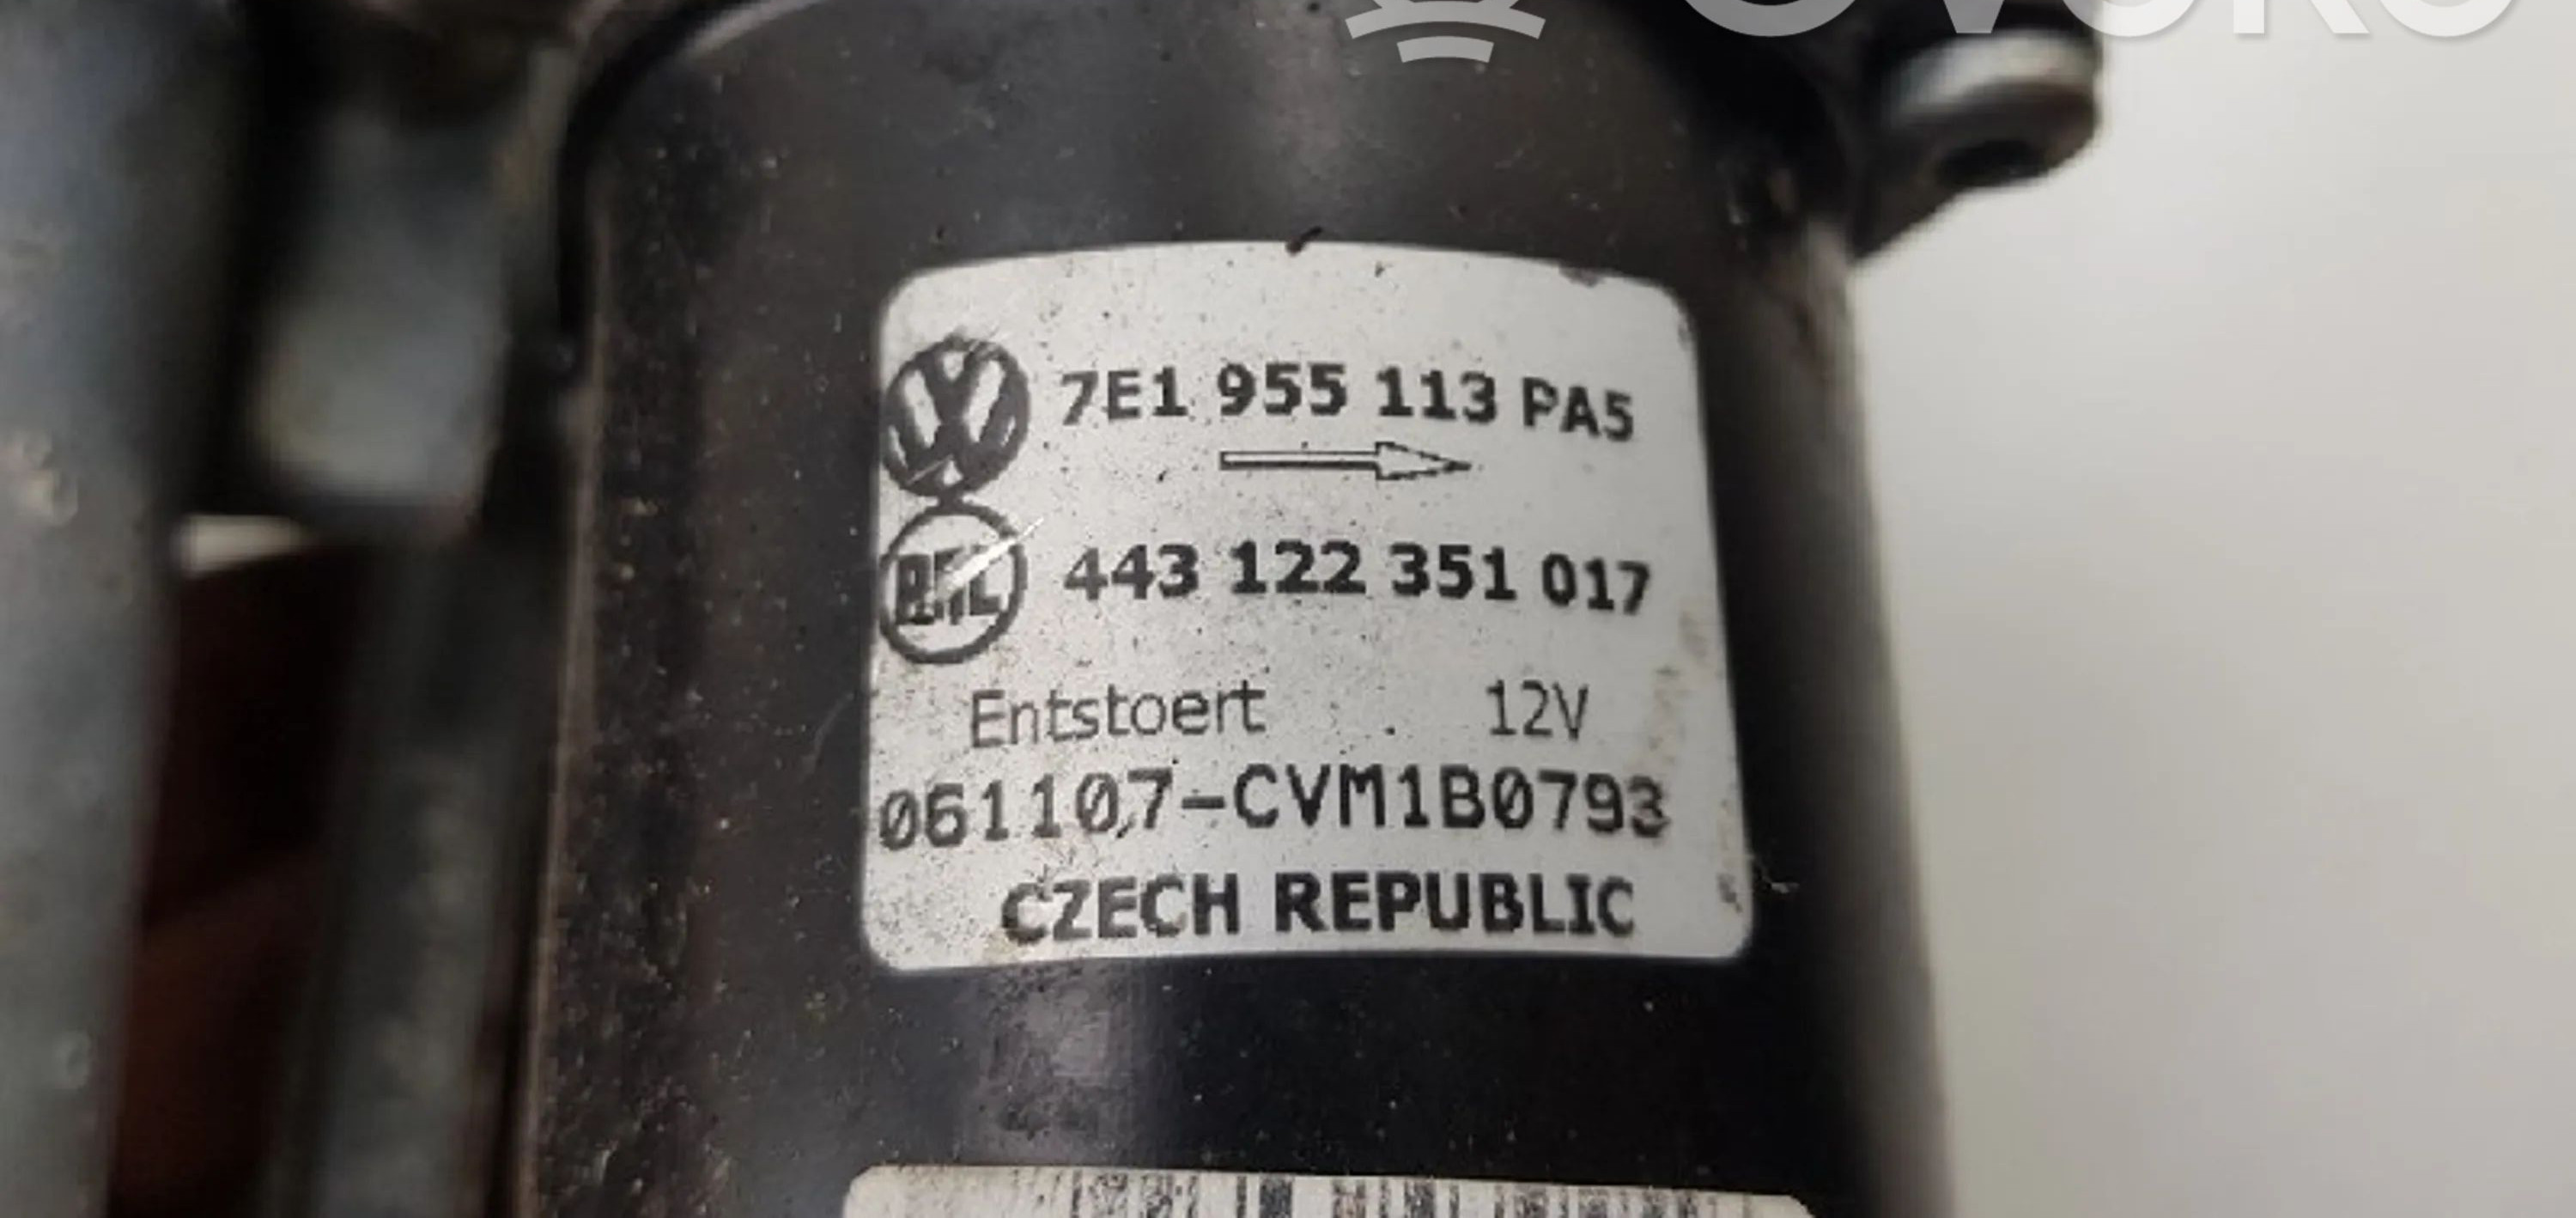 7E1 955 113 PA5
443 122 351 017
Entstoert 12V
061107-CVM1B0793
CZECH REPUBLIC